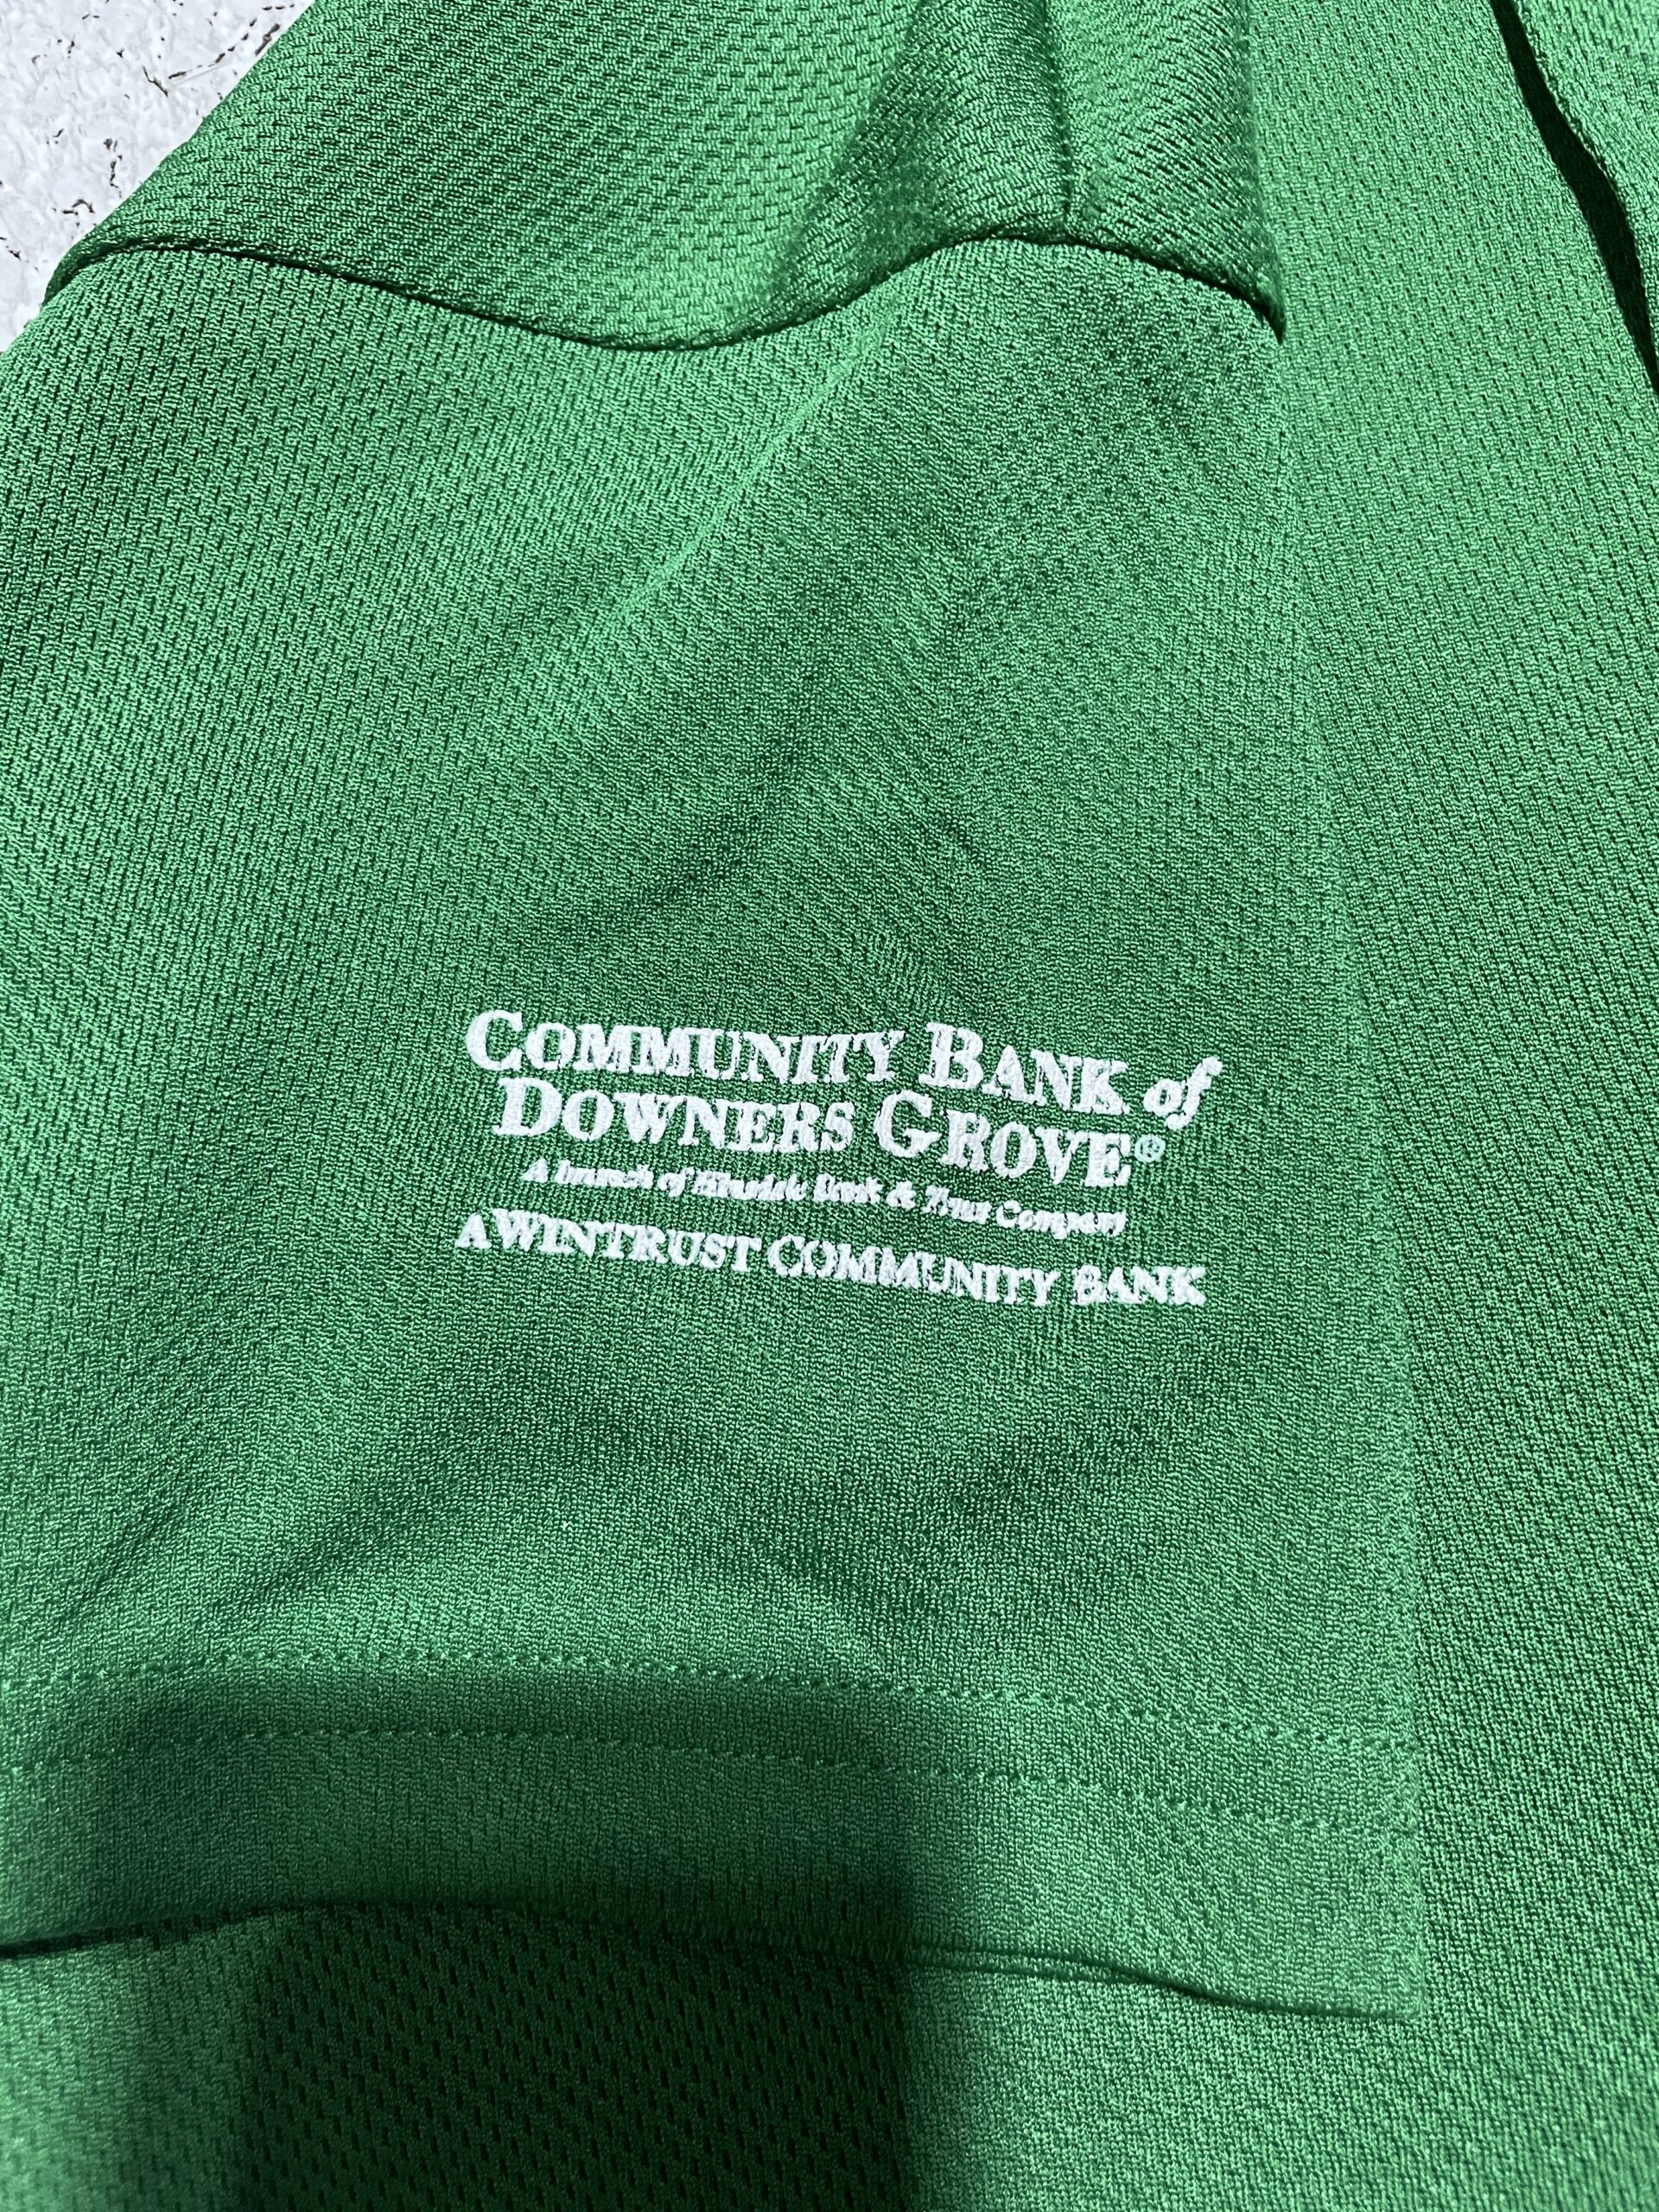 COMMUNITY BANK of
DOWNERS GROVE®
A branch of Hinsdale Bank & Trust Company
A WINTRUST COMMUNITY BANK